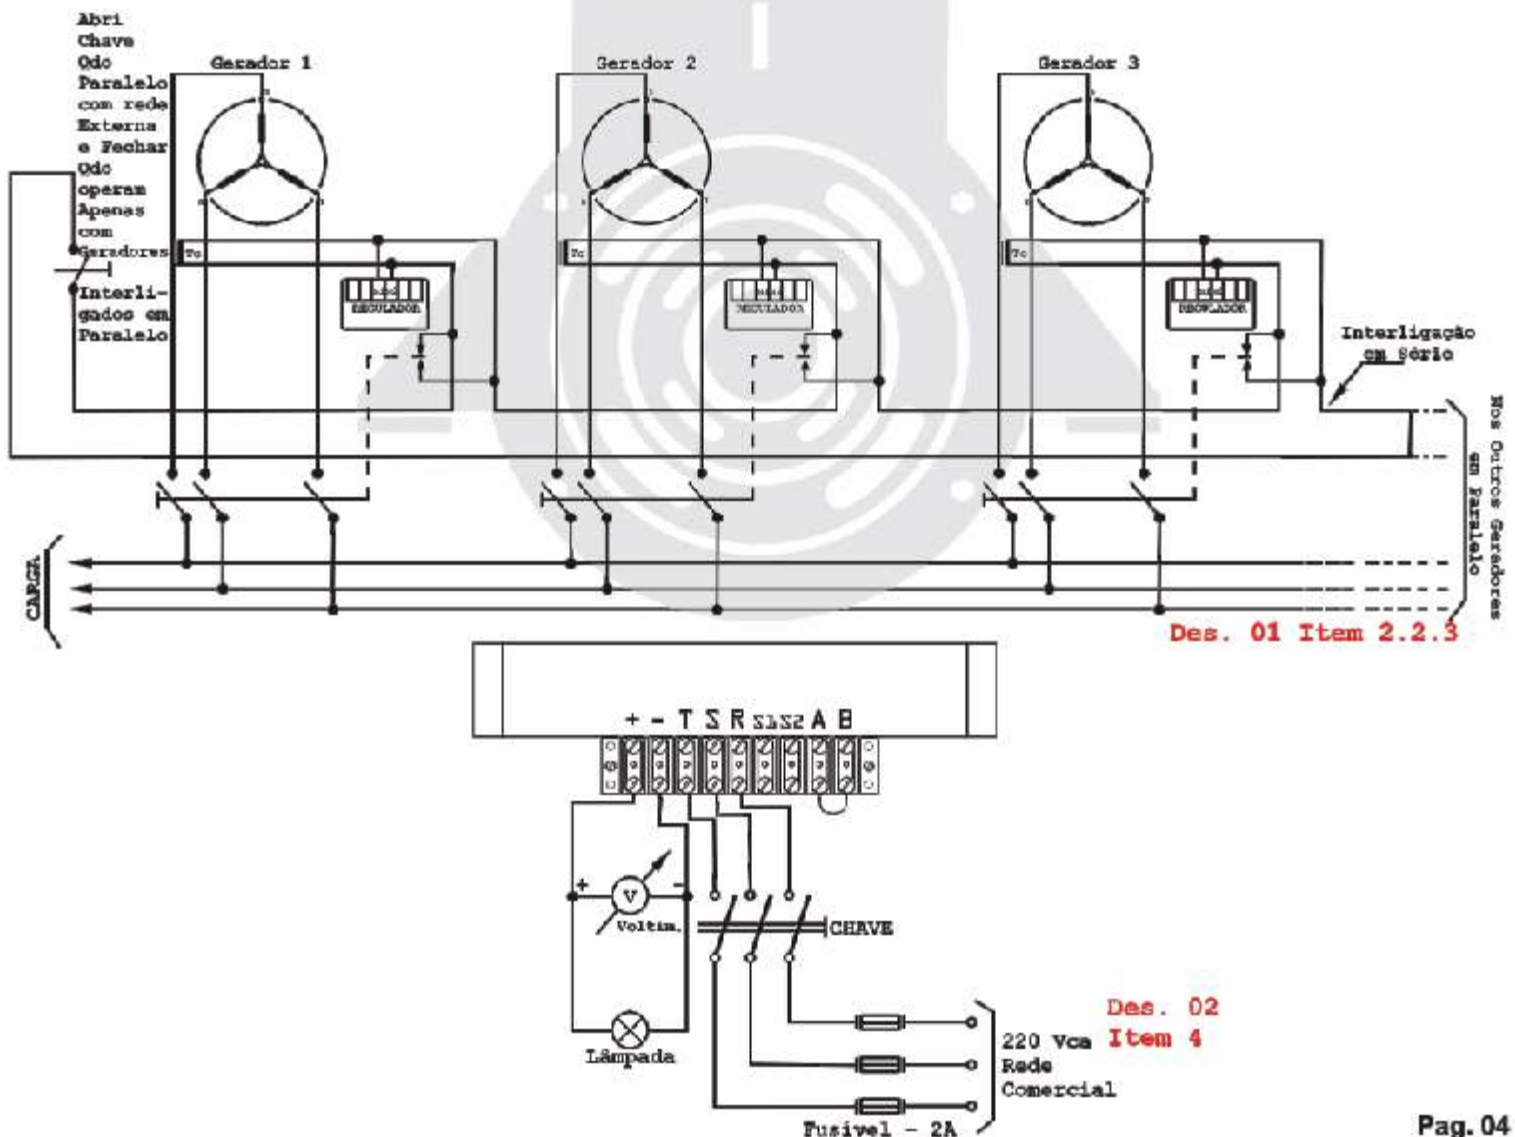 Abri
Chave
Qdo
Paralelo
com rede
Externa
e Fechar
Qdo
operam
Apenas
com
Geradores
Interli-
gados em
Paralelo
Gerador 1
Gerador 2
Gerador 3
Tc
Tc
Tc
REGULADOR
REGULADOR
REGULADOR
Interligação
em Série
Nos Outros Geradores
em Paralelo
CARGA
Des. 01 Item 2.2.3
+ - T S R S1 S2 A B
+ V -
Voltim.
CHAVE
Lâmpada
Des. 02
Item 4
220 Vca
Rede
Comercial
Fusível - 2A
Pag. 04